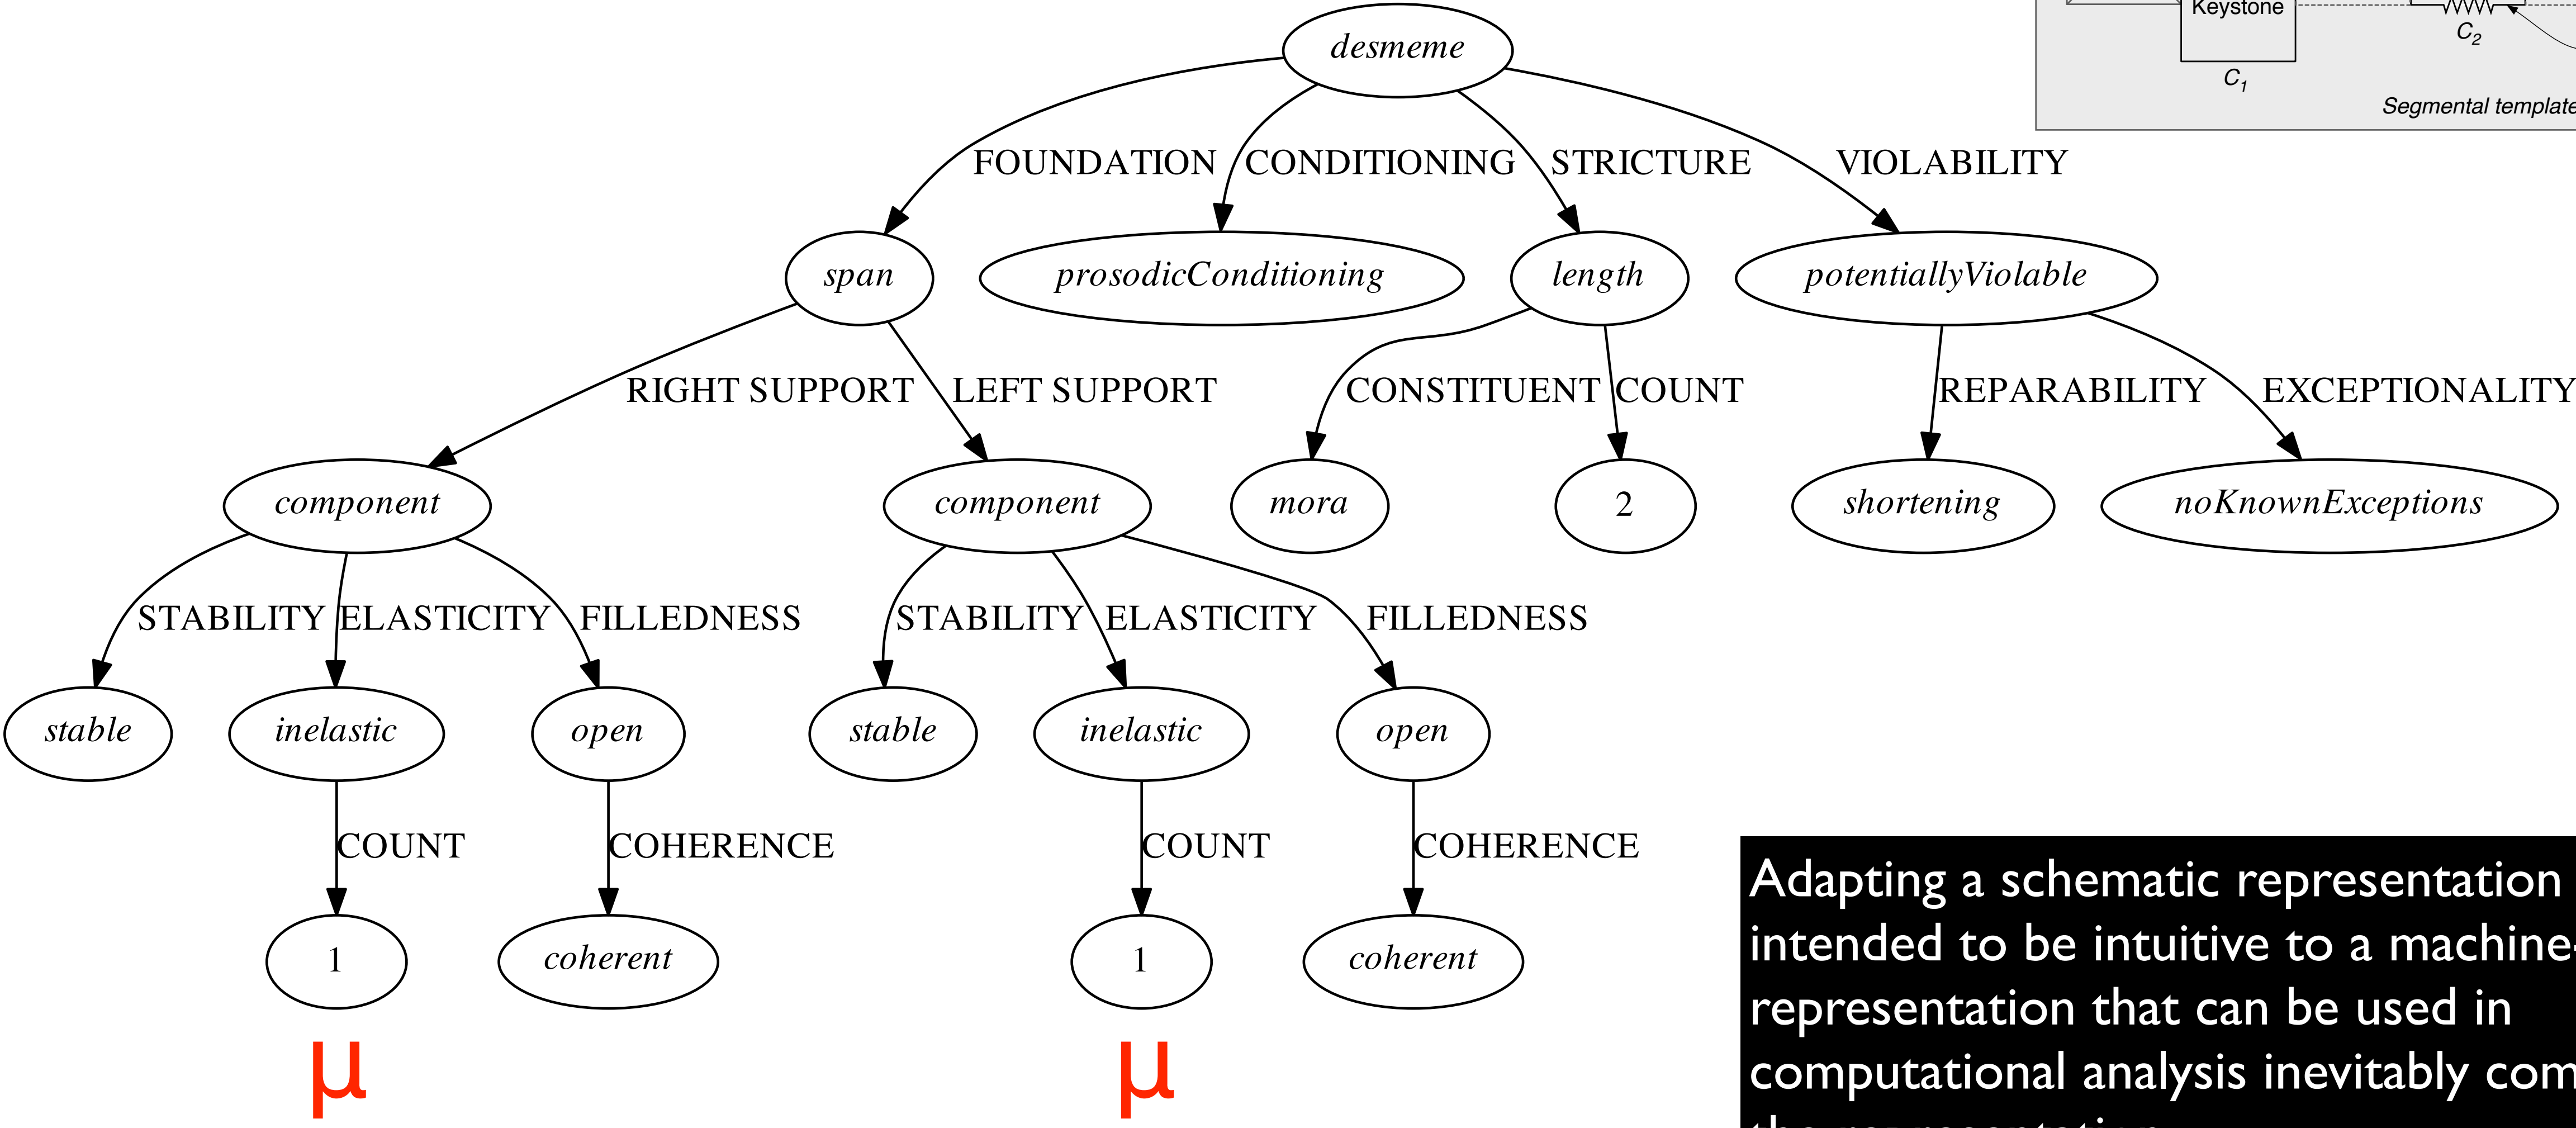 desmeme
Keystone
C2
C1
Segmental template
FOUNDATION CONDITIONING STRICTURE VIOLABILITY
span prosodicConditioning length potentiallyViolable
RIGHT SUPPORT LEFT SUPPORT CONSTITUENT COUNT REPARABILITY EXCEPTIONALITY
component component mora 2 shortening noKnownExceptions
STABILITY ELASTICITY FILLEDNESS STABILITY ELASTICITY FILLEDNESS
stable inelastic open stable inelastic open
COUNT COHERENCE COUNT COHERENCE
1 coherent 1 coherent
μ μ
Adapting a schematic representation
intended to be intuitive to a machine-
representation that can be used in
computational analysis inevitably com
the representation